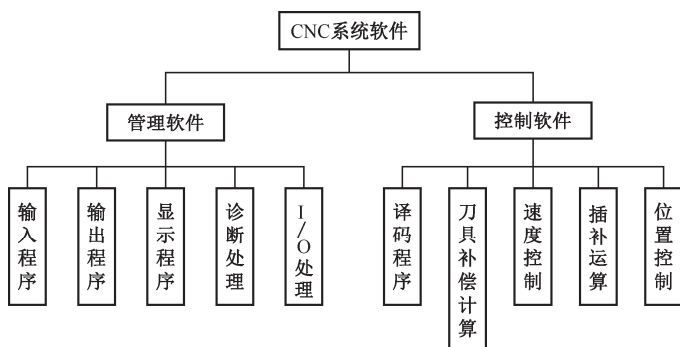 CNC系统软件
管理软件
控制软件
输入程序
输出程序
显示程序
诊断处理
I/O处理
译码程序
刀具补偿计算
速度控制
插补运算
位置控制